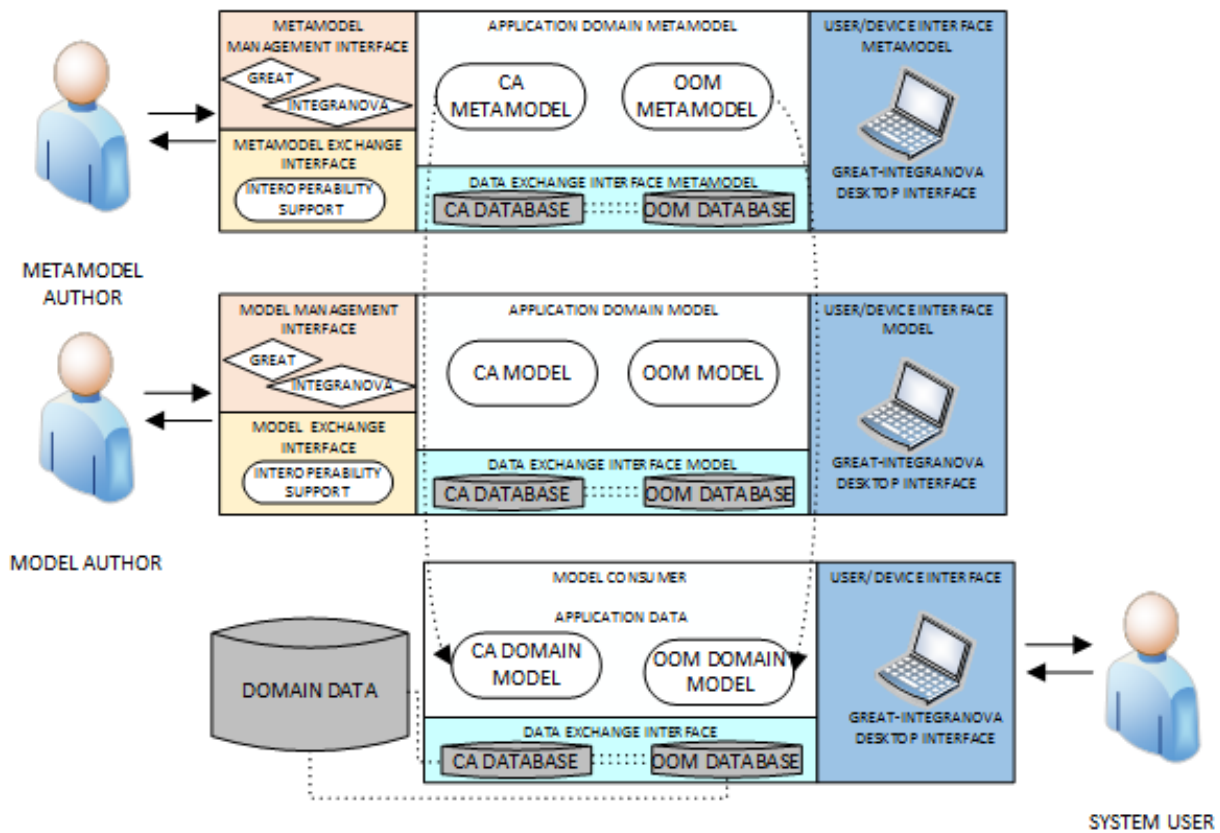 METAMODEL
MANAGEMENT INTERFACE
GREAT
INTEGRANOVA
METAMODEL EXCHANGE
INTERFACE
INTEROPERABILITY
SUPPORT
APPLICATION DOMAIN METAMODEL
CA
METAMODEL
OOM
METAMODEL
DATA EXCHANGE INTERFACE METAMODEL
CA DATABASE
OOM DATABASE
USER/DEVICE INTERFACE
METAMODEL
GREAT-INTEGRANOVA
DESKTOP INTERFACE
METAMODEL
AUTHOR
MODEL MANAGEMENT
INTERFACE
GREAT
INTEGRANOVA
MODEL EXCHANGE
INTERFACE
INTEROPERABILITY
SUPPORT
APPLICATION DOMAIN MODEL
CA MODEL
OOM MODEL
DATA EXCHANGE INTERFACE MODEL
CA DATABASE
OOM DATABASE
USER/DEVICE INTERFACE
MODEL
GREAT-INTEGRANOVA
DESKTOP INTERFACE
MODEL AUTHOR
DOMAIN DATA
MODEL CONSUMER
APPLICATION DATA
CA DOMAIN
MODEL
OOM DOMAIN
MODEL
DATA EXCHANGE INTERFACE
CA DATABASE
OOM DATABASE
USER/DEVICE INTERFACE
GREAT-INTEGRANOVA
DESKTOP INTERFACE
SYSTEM USER